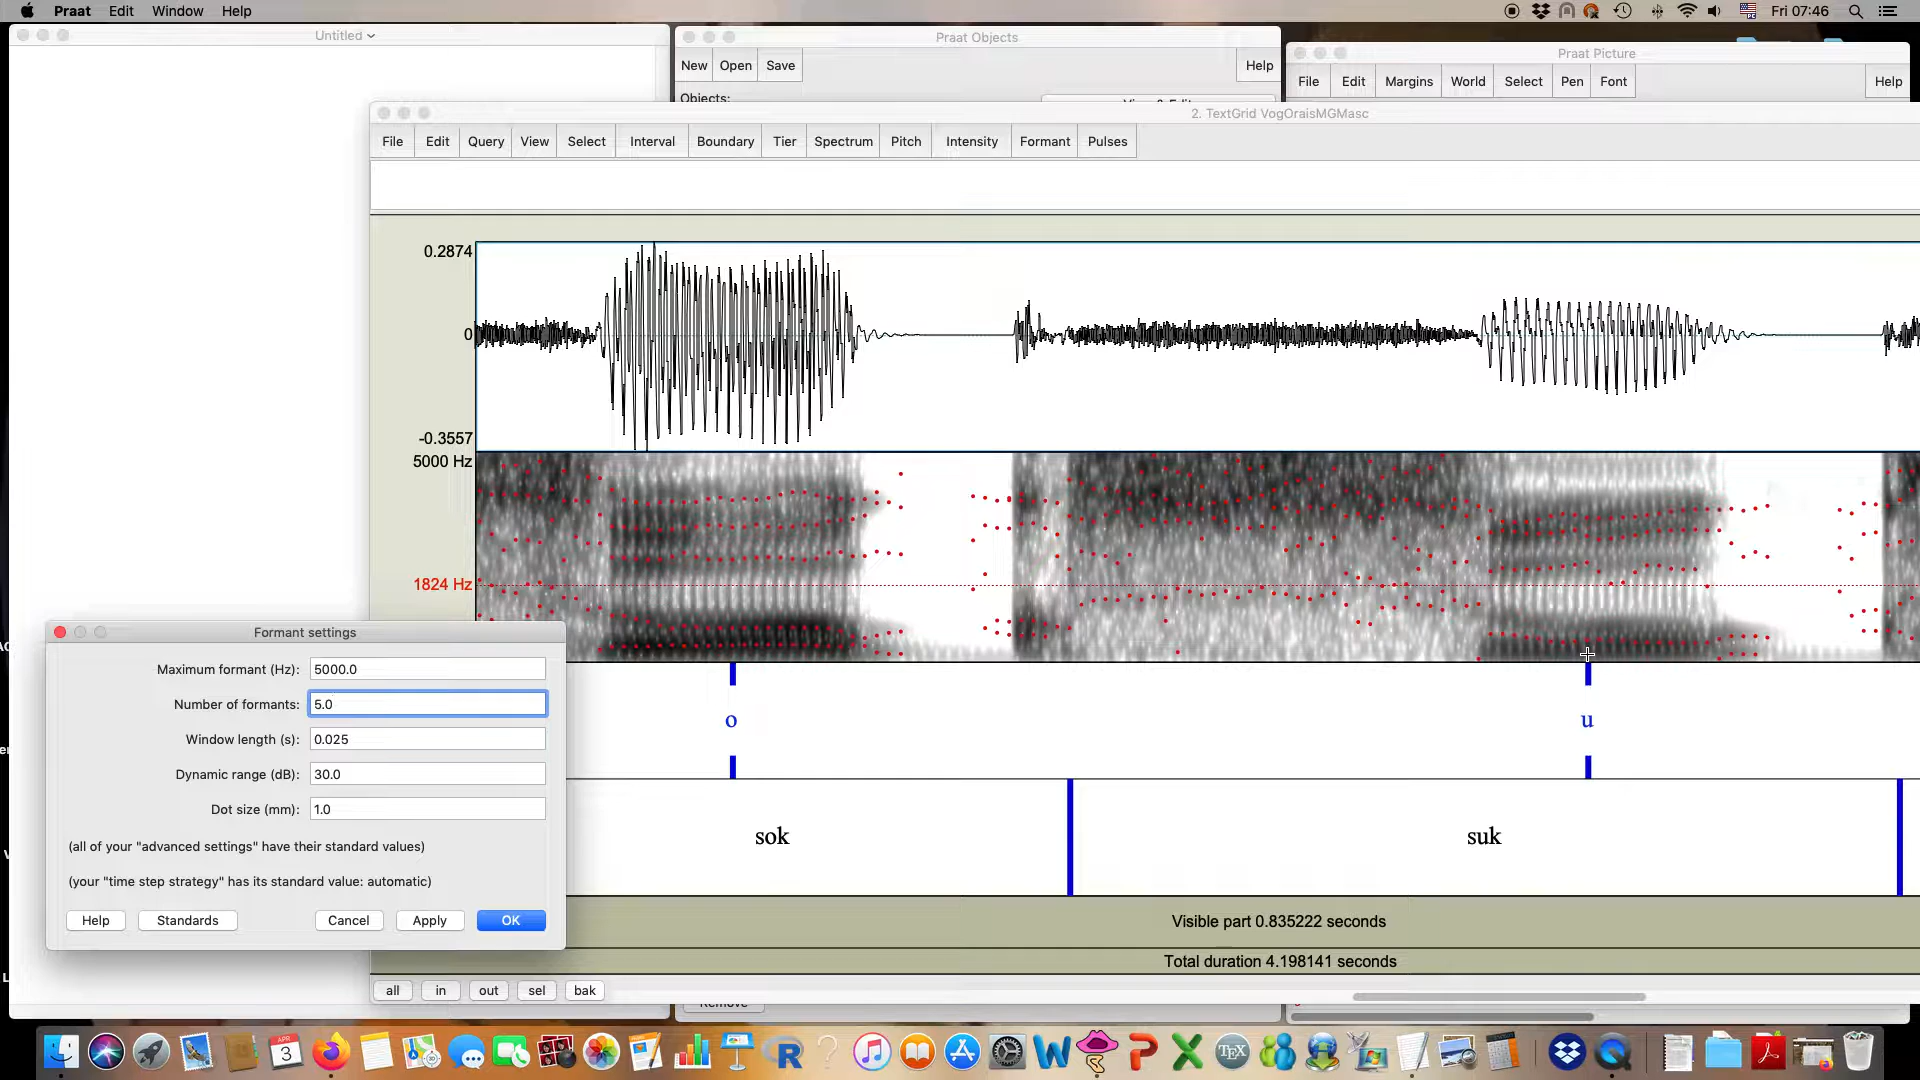 Praat Edit Window Help Fri 07:46
Untitled
Praat Objects
New Open Save Help
Objects:
Praat Picture
File Edit Margins World Select Pen Font Help
2. TextGrid VogOraisMGMasc
File Edit Query View Select Interval Boundary Tier Spectrum Pitch Intensity Formant Pulses
0.2874
0
-0.3557
5000 Hz
1824 Hz
Formant settings
Maximum formant (Hz): 5000.0
Number of formants: 5.0
Window length (s): 0.025
Dynamic range (dB): 30.0
Dot size (mm): 1.0
(all of your "advanced settings" have their standard values)
(your "time step strategy" has its standard value: automatic)
Help Standards Cancel Apply OK
o u
sok suk
Visible part 0.835222 seconds
Total duration 4.198141 seconds
all in out sel bak
Remove
APR
3
TEX